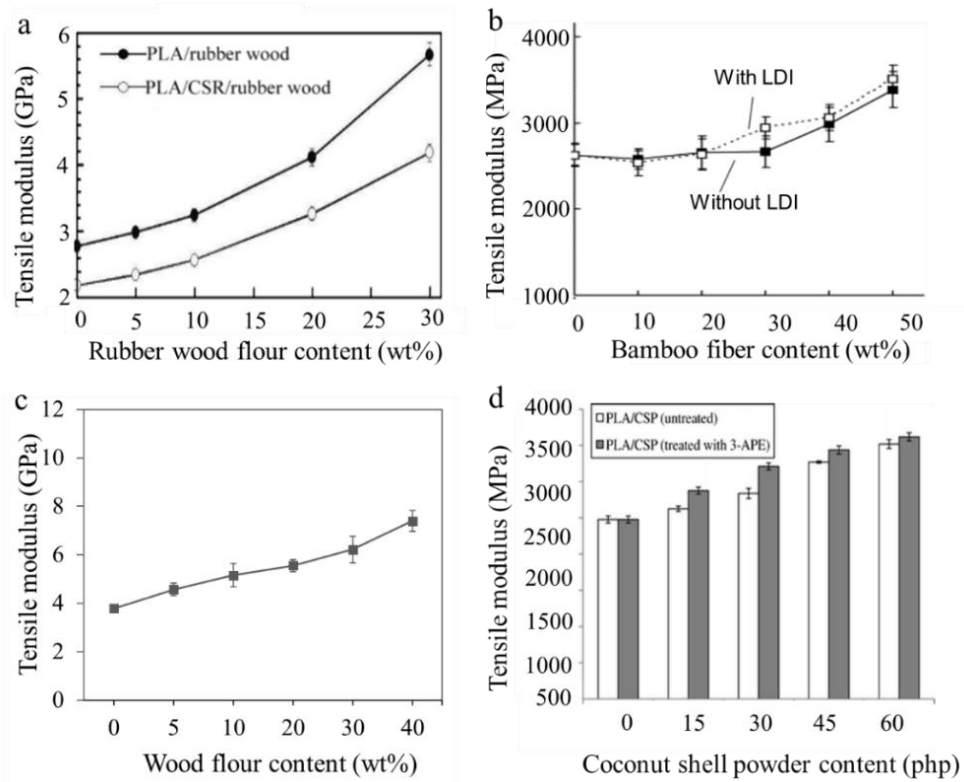 a
Tensile modulus (GPa)
6
5
4
3
2
PLA/rubber wood
PLA/CSR/rubber wood
0 5 10 15 20 25 30
Rubber wood flour content (wt%)
b
Tensile modulus (MPa)
4000
3000
2000
1000
With LDI
Without LDI
0 10 20 30 40 50
Bamboo fiber content (wt%)
c
Tensile modulus (GPa)
12
10
8
6
4
2
0
0 5 10 20 30 40
Wood flour content (wt%)
d
Tensile modulus (MPa)
4000
3500
3000
2500
2000
1500
1000
500
PLA/CSP (untreated)
PLA/CSP (treated with 3-APE)
0 15 30 45 60
Coconut shell powder content (php)